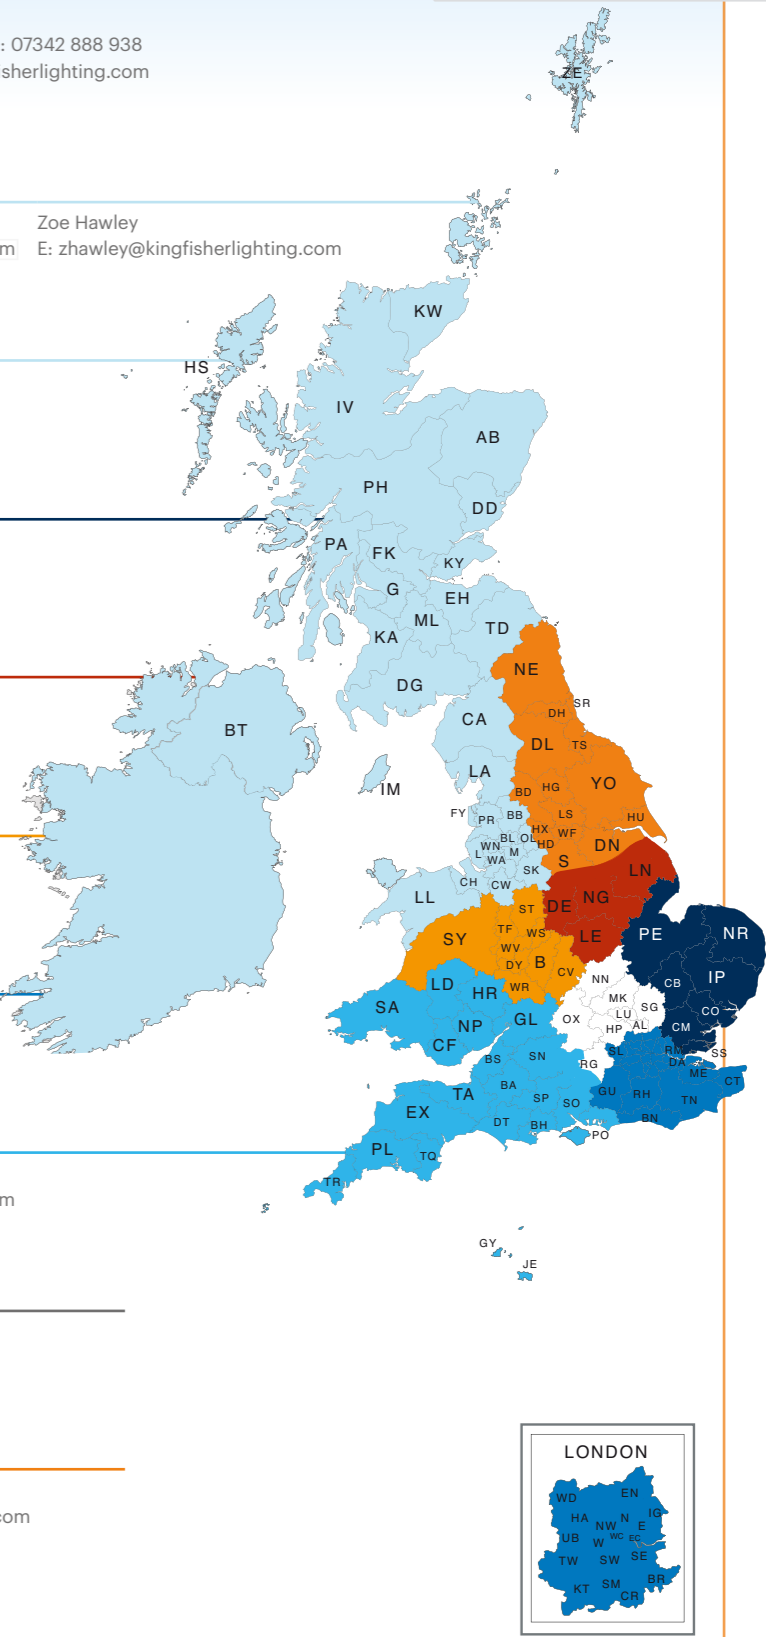 : 07342 888 938
sherlighting.com
Zoe Hawley
m E: zhawley@kingfisherlighting.com
ZE
KW
HS
IV
AB
PH
DD
PA
FK
KY
G
EH
ML
TD
KA
NE
DG
SR
DH
CA
BT
DL
TS
LA
YO
IM
HG
BD
FY
PR
BB
LS
HU
HX
WF
BL
OL
HD
DN
WN
M
L
WA
S
SK
LN
CH
CW
LL
DE
NG
ST
TF
WS
LE
PE
NR
SY
WV
DY
B
CV
NN
IP
LD
HR
WR
CB
MK
SG
SA
GL
OX
LU
CO
NP
HP
AL
CM
CF
BS
SN
SL
RM
SS
RG
DA
ME
CT
BA
GU
RH
TN
TA
SP
SO
EX
DT
BH
BN
PO
PL
TQ
TR
m
GY
JE
LONDON
EN
WD
IG
HA
N
NW
E
UB
W
WC
EC
TW
SW
SE
KT
SM
BR
CR
com